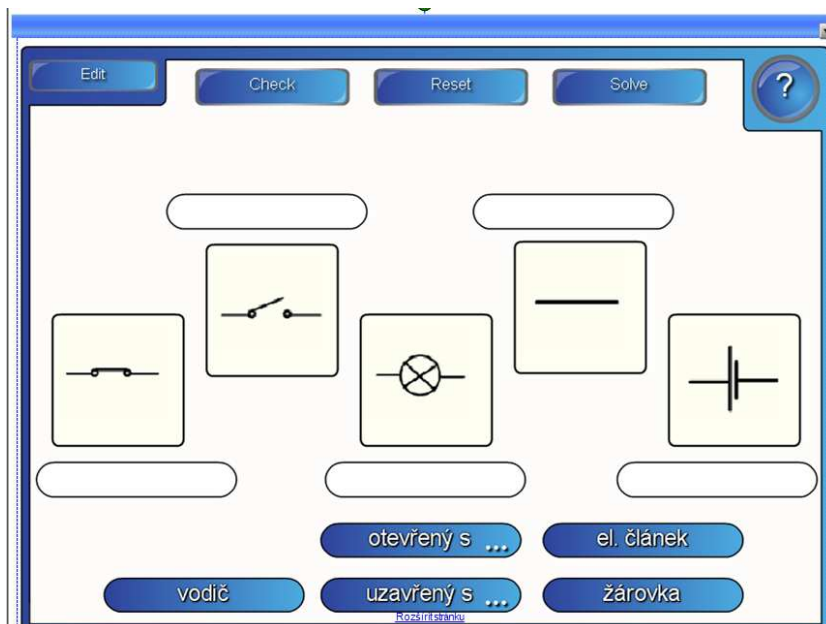 Edit
Check
Reset
Solve
?
otevřený s ...
el. článek
vodič
uzavřený s ...
žárovka
Rozšířit stránku